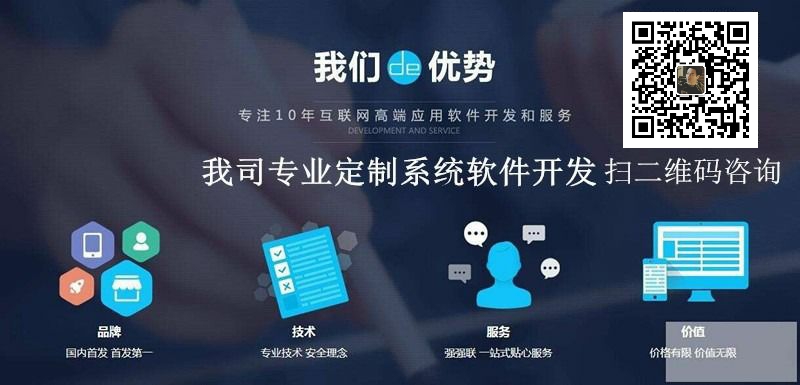 我们de优势
专注10年互联网高端应用软件开发和服务
DEVELOPMENT AND SERVICE
我司专业定制系统软件开发 扫二维码咨询
品牌
国内首发 首发第一
技术
专业技术 安全理念
服务
强强联 一站式贴心服务
价值
价格有限 价值无限